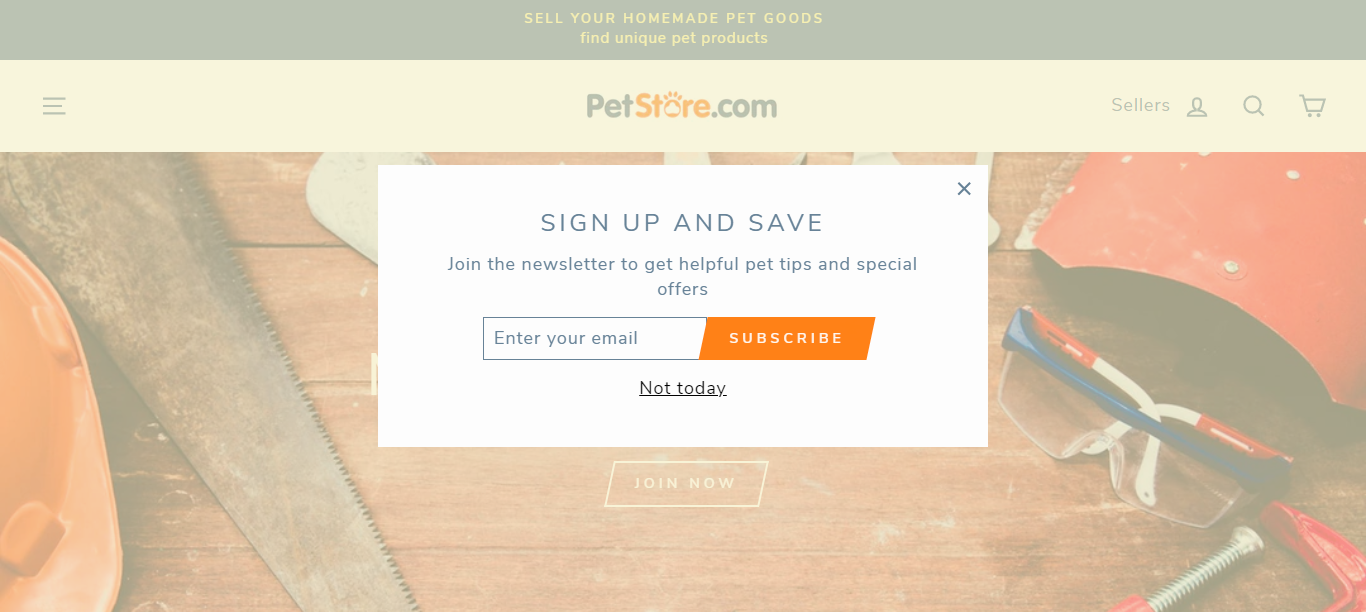 SELL YOUR HOMEMADE PET GOODS
find unique pet products
PetStore.com
Sellers
SIGN UP AND SAVE
Join the newsletter to get helpful pet tips and special
offers
Enter your email
SUBSCRIBE
Not today
JOIN NOW